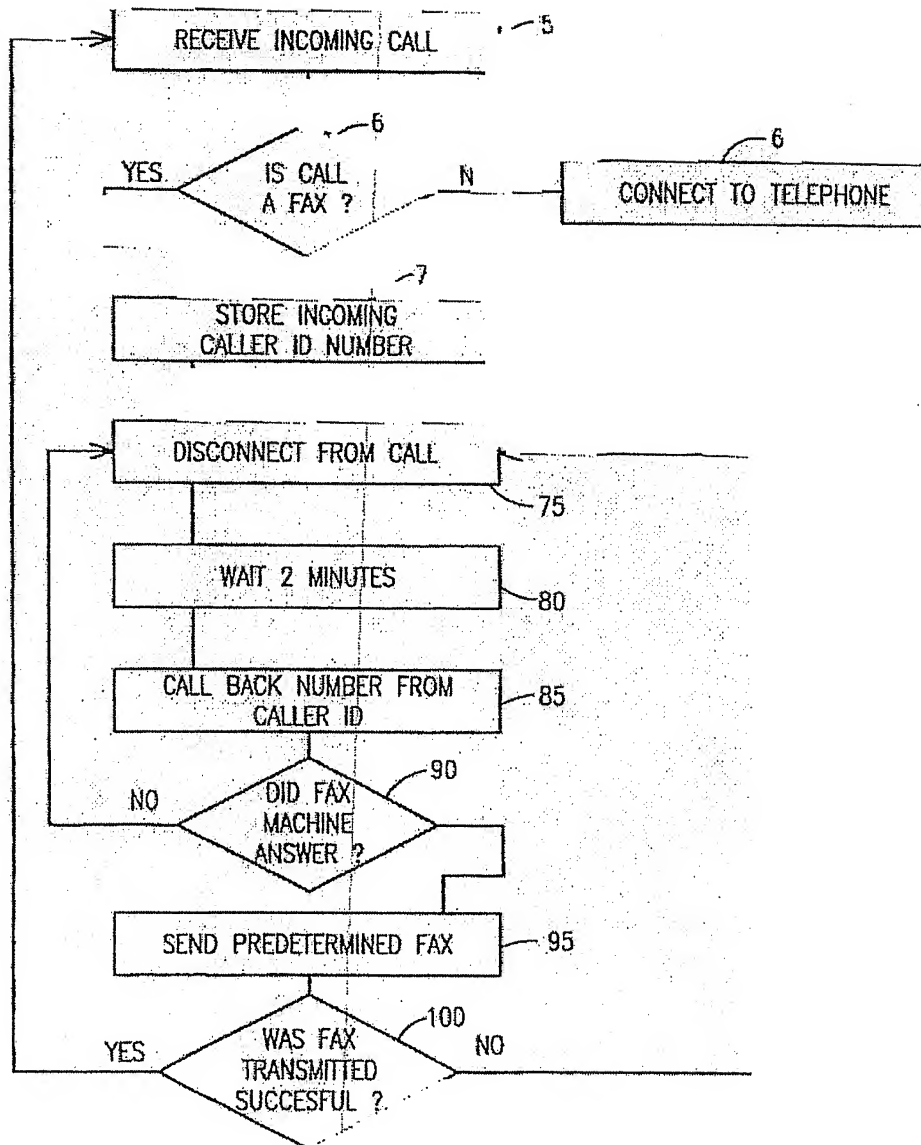 RECEIVE INCOMING CALL
5
6
YES
IS CALL
A FAX ?
N
6
CONNECT TO TELEPHONE
7
STORE INCOMING
CALLER ID NUMBER
DISCONNECT FROM CALL
75
WAIT 2 MINUTES
80
CALL BACK NUMBER FROM
CALLER ID
85
90
NO
DID FAX
MACHINE
ANSWER ?
SEND PREDETERMINED FAX
95
100
YES
WAS FAX
TRANSMITTED
SUCCESFUL ?
NO